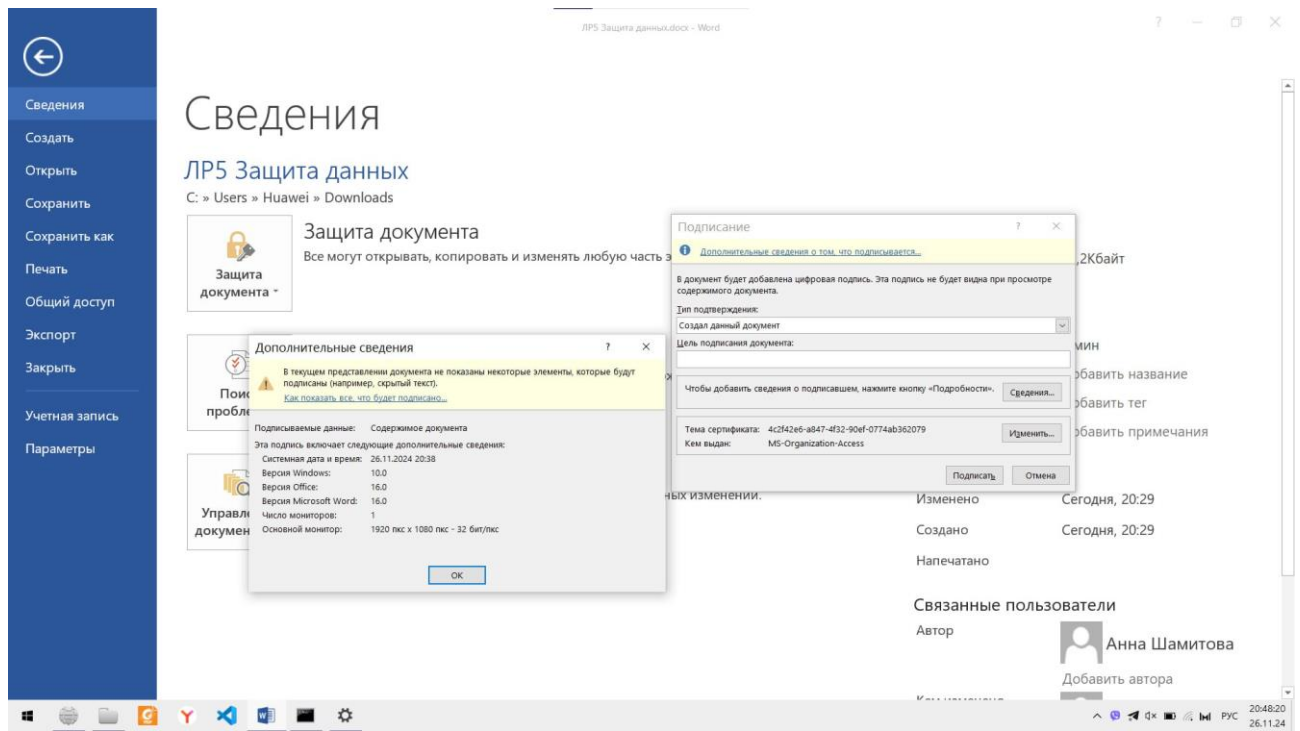 ЛР5 Защита данных.docx - Word
Сведения
Создать
Открыть
Сохранить
Сохранить как
Печать
Общий доступ
Экспорт
Закрыть
Учетная запись
Параметры
Сведения
ЛР5 Защита данных
C: » Users » Huawei » Downloads
Защита
документа
Защита документа
Все могут открывать, копировать и изменять любую часть э
Поис
пробле
Управл
докумен
ных изменений.
Дополнительные сведения
? ×
В текущем представлении документа не показаны некоторые элементы, которые будут
подписаны (например, скрытый текст).
Как показать все, что будет подписано...
Подписываемые данные: Содержимое документа
Эта подпись включает следующие дополнительные сведения:
Системная дата и время: 26.11.2024 20:38
Версия Windows: 10.0
Версия Office: 16.0
Версия Microsoft Word: 16.0
Число мониторов: 1
Основной монитор: 1920 пкс x 1080 пкс - 32 бит/пкс
ОК
Подписание
? ×
Дополнительные сведения о том, что подписывается...
В документ будет добавлена цифровая подпись. Эта подпись не будет видна при просмотре
содержимого документа.
Тип подтверждения:
Создал данный документ
Цель подписания документа:
Чтобы добавить сведения о подписавшем, нажмите кнопку «Подробности».
Сведения...
Тема сертификата: 4c2f42e6-a847-4f32-90ef-0774ab362079
Кем выдан: MS-Organization-Access
Изменить...
Подписать
Отмена
,2Кбайт
мин
обавить название
обавить тег
обавить примечания
Изменено Сегодня, 20:29
Создано Сегодня, 20:29
Напечатано
Связанные пользователи
Автор
Анна Шамитова
Добавить автора
РУС
20:48:20
26.11.24